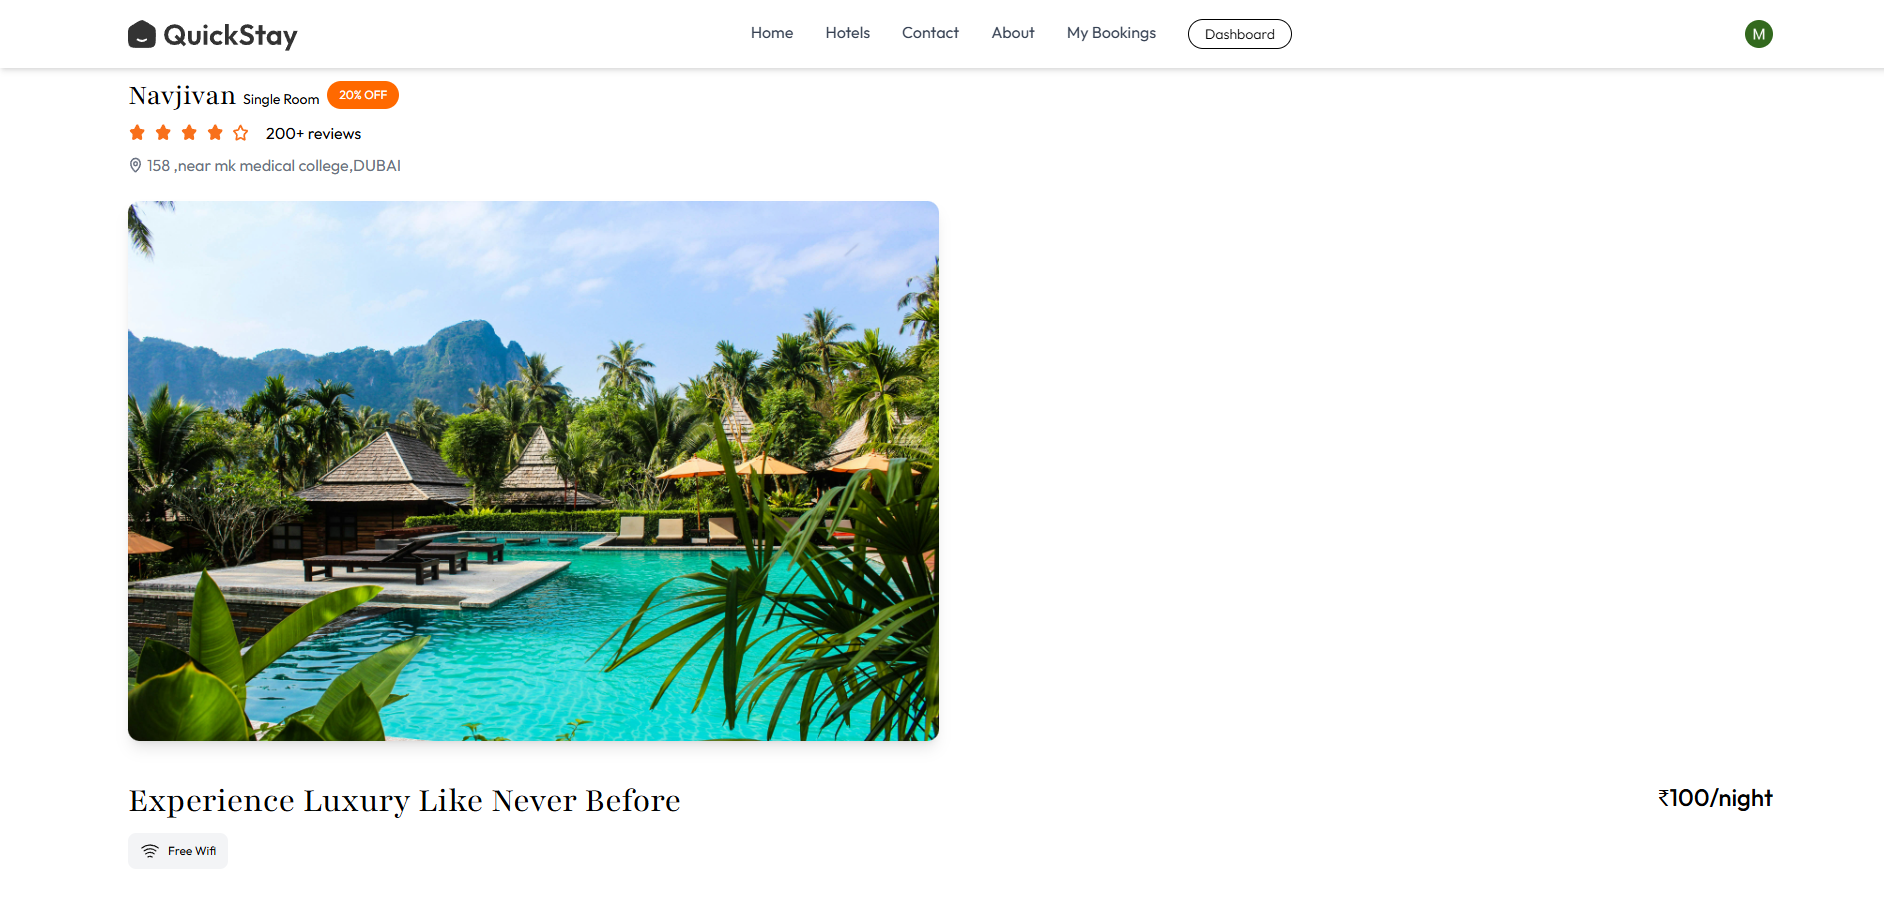 QuickStay
Home Hotels Contact About My Bookings Dashboard
M
Navjivan Single Room 20% OFF
200+ reviews
158 ,near mk medical college,DUBAI
Experience Luxury Like Never Before
₹100/night
Free Wifi